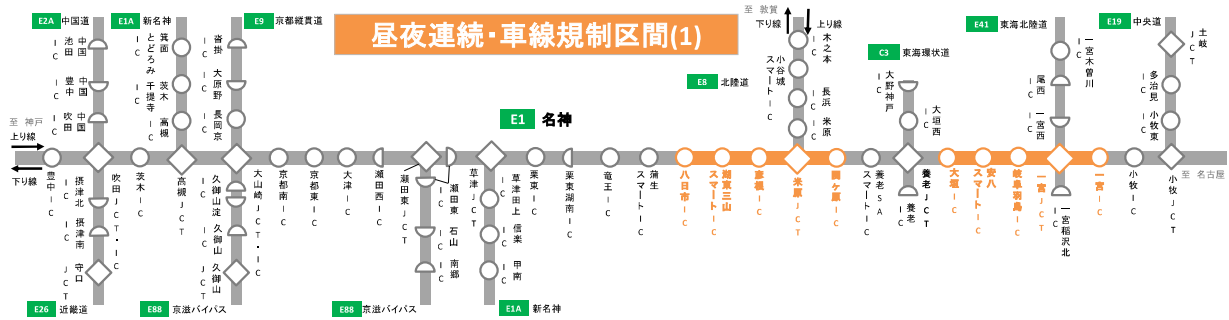 昼夜連続・車線規制区間(1)
E2A 中国道
E1A 新名神
E9 京都縦貫道
至 敦賀
下り線
上り線
E8 北陸道
C3 東海環状道
E41 東海北陸道
E19 中央道
中国池田IC
中国豊中IC
中国吹田IC
箕面とどろみIC
茨木千提寺IC
高槻IC
沓掛IC
大原野IC
長岡京IC
木之本IC
小谷城スマートIC
長浜IC
米原IC
大野神戸IC
大垣西IC
一宮木曽川IC
尾西IC
一宮西IC
土岐JCT
多治見IC
小牧東IC
E1 名神
至 神戸
上り線
下り線
至 名古屋
豊中IC
吹田JCT・IC
茨木IC
高槻JCT
大山崎JCT・IC
京都南IC
京都東IC
大津IC
瀬田西IC
瀬田東JCT
瀬田東IC
草津JCT
栗東IC
栗東湖南IC
竜王IC
蒲生スマートIC
八日市IC
湖東三山スマートIC
彦根IC
米原JCT
関ヶ原IC
養老SAスマートIC
養老JCT
大垣IC
安八スマートIC
岐阜羽島IC
一宮JCT
一宮IC
小牧IC
小牧JCT
摂津北IC
摂津南IC
守口JCT
久御山淀IC
久御山IC
久御山JCT
石山IC
南郷IC
草津田上IC
信楽IC
甲南IC
養老IC
一宮稲沢北IC
E26 近畿道
E88 京滋バイパス
E88 京滋バイパス
E1A 新名神